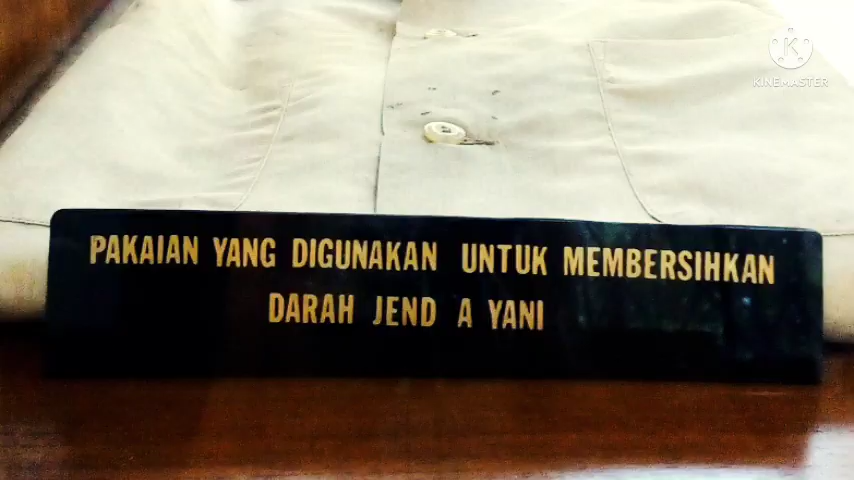 KINEMASTER
PAKAIAN YANG DIGUNAKAN UNTUK MEMBERSIHKAN
DARAH JEND A YANI